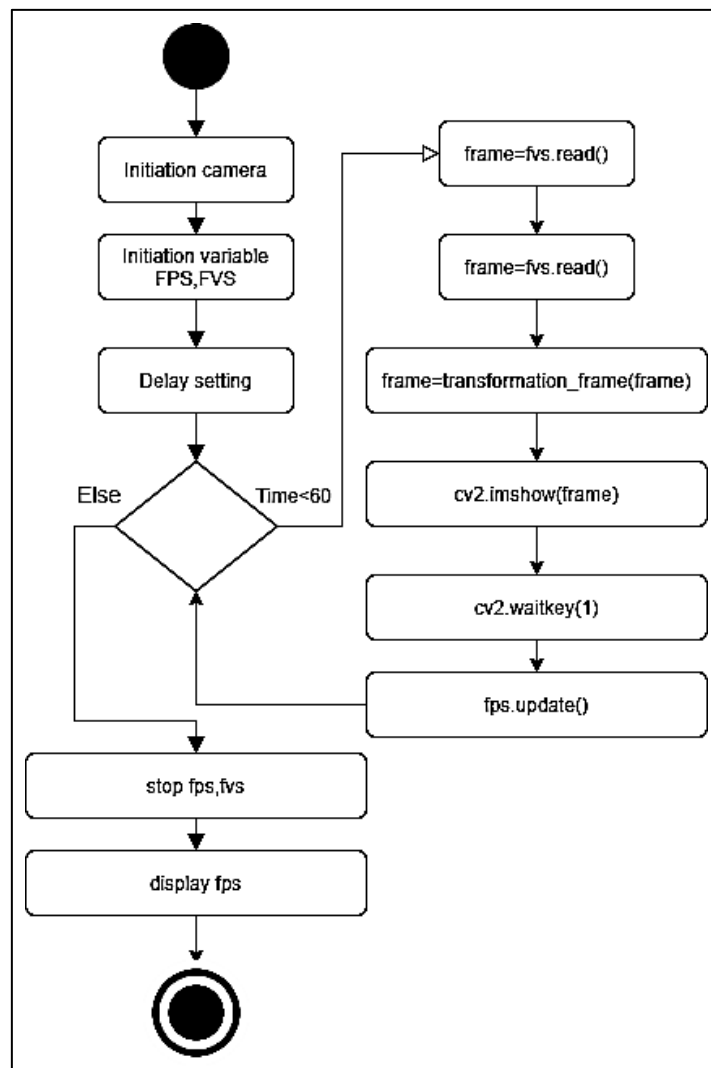 Initiation camera
Initiation variable
FPS,FVS
Delay setting
Else
Time<60
frame=fvs.read()
frame=fvs.read()
frame=transformation_frame(frame)
cv2.imshow(frame)
cv2.waitkey(1)
fps.update()
stop fps,fvs
display fps